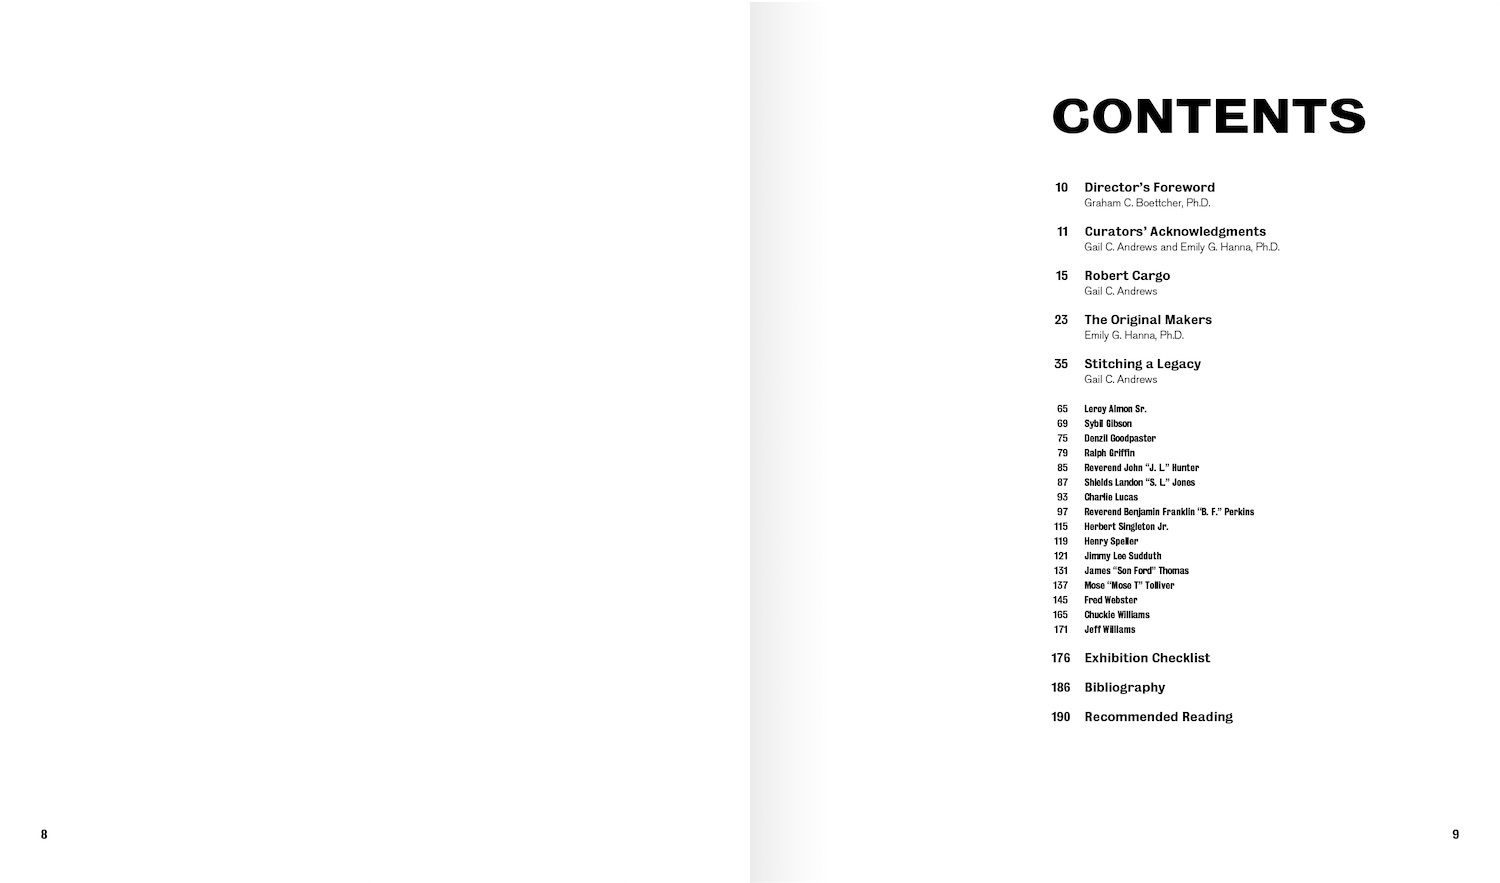 CONTENTS
10 Director’s Foreword
Graham C. Boettcher, Ph.D.
11 Curators’ Acknowledgments
Gail C. Andrews and Emily G. Hanna, Ph.D.
15 Robert Cargo
Gail C. Andrews
23 The Original Makers
Emily G. Hanna, Ph.D.
35 Stitching a Legacy
Gail C. Andrews
65 Leroy Almon Sr.
69 Sybil Gibson
75 Denzil Goodpaster
79 Ralph Griffin
85 Reverend John “J. L.” Hunter
87 Shields Landon “S. L.” Jones
93 Charlie Lucas
97 Reverend Benjamin Franklin “B. F.” Perkins
115 Herbert Singleton Jr.
119 Henry Speller
121 Jimmy Lee Sudduth
131 James “Son Ford” Thomas
137 Mose “Mose T” Tolliver
145 Fred Webster
165 Chuckie Williams
171 Jeff Williams
176 Exhibition Checklist
186 Bibliography
190 Recommended Reading
8
9